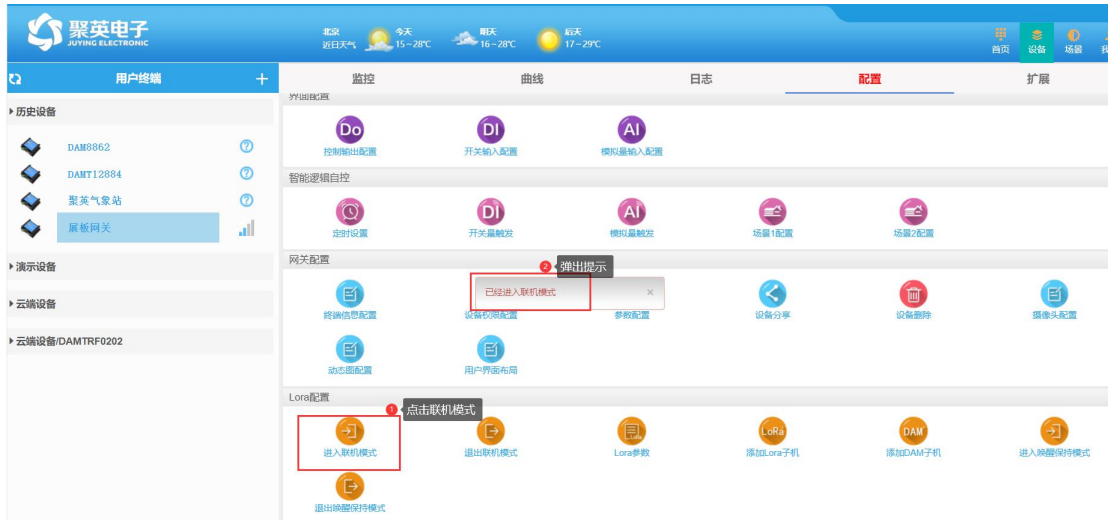 聚英电子
JUYING ELECTRONIC
北京
近日天气
今天
15~28℃
明天
16~28℃
后天
17~29℃
首页
设备
场景
用户终端
监控
曲线
日志
配置
扩展
历史设备
DAM8862
DAMT12884
聚英气象站
展板网关
演示设备
云端设备
云端设备/DAMTRF0202
界面配置
Do
DI
AI
控制输出配置
开关输入配置
模拟量输入配置
智能逻辑自控
DI
AI
定时设置
开关量触发
模拟量触发
场景1配置
场景2配置
网关配置
2 弹出提示
已经进入联机模式 ×
终端信息配置
设备权限配置
参数配置
设备分享
设备删除
摄像头配置
动态图配置
用户界面布局
Lora配置
1 点击联机模式
LoRa
DAM
进入联机模式
退出联机模式
Lora参数
添加Lora子机
添加DAM子机
进入唤醒保持模式
退出唤醒保持模式